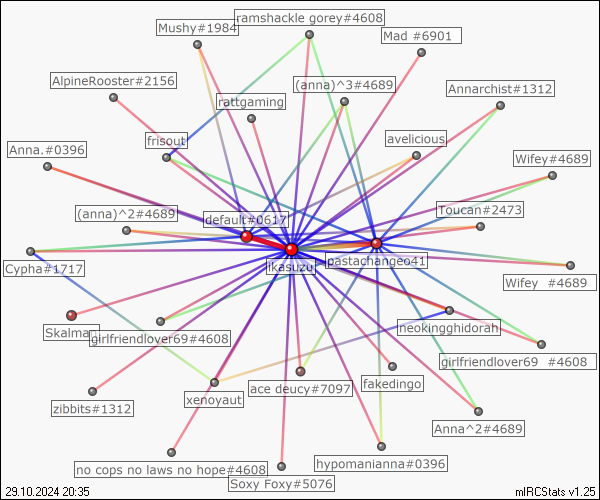 ramshackle gorey#4608
Mushy#1984
Mad #6901
AlpineRooster#2156
(anna)^3#4689
Annarchist#1312
rattgaming
frisout
avelicious
Anna.#0396
Wifey#4689
(anna)^2#4689
default#0617
Toucan#2473
Cypha#1717
ikasuzu
pastachangeo41
Wifey #4689
Skalman
girlfriendlover69#4608
neokingghidorah
girlfriendlover69 #4608
zibbits#1312
xenoyaut
ace deucy#7097
fakedingo
Anna^2#4689
no cops no laws no hope#4608
Soxy Foxy#5076
hypomanianna#0396
29.10.2024 20:35
mIRCStats v1.25